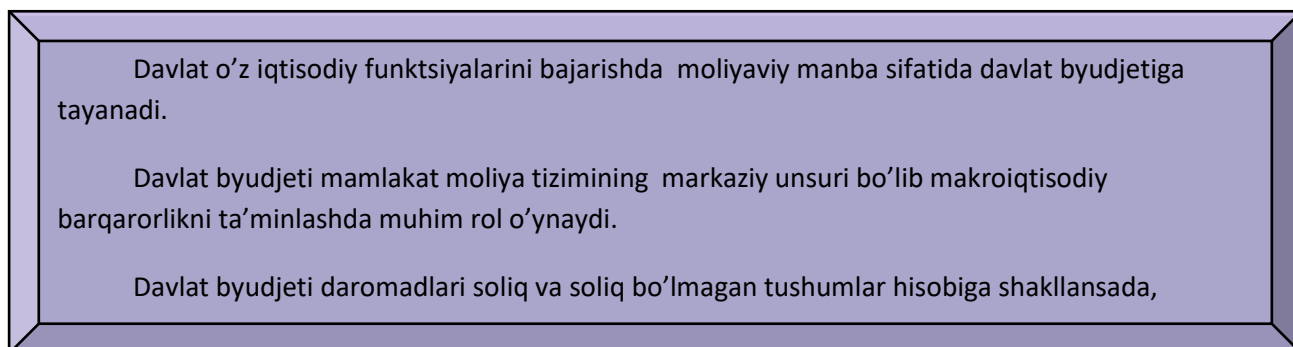 Davlat o’z iqtisodiy funktsiyalarini bajarishda  moliyaviy manba sifatida davlat byudjetiga
tayanadi.
Davlat byudjeti mamlakat moliya tizimining  markaziy unsuri bo’lib makroiqtisodiy
barqarorlikni ta’minlashda muhim rol o’ynaydi.
Davlat byudjeti daromadlari soliq va soliq bo’lmagan tushumlar hisobiga shakllansada,